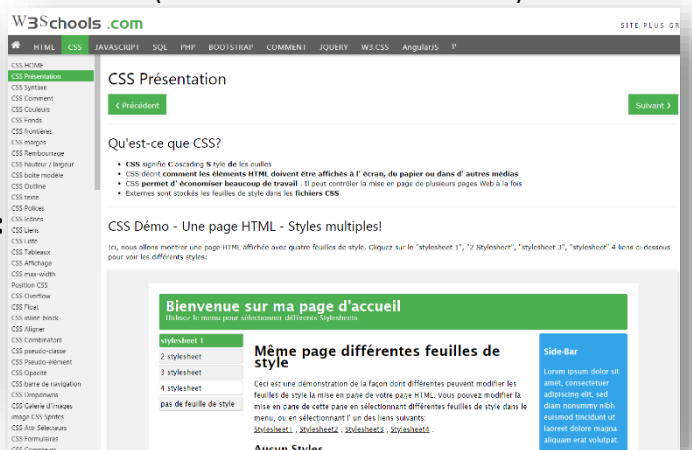 W3Schools .com
SITE PLUS GR
HTML CSS JAVASCRIPT SQL PHP BOOTSTRAP COMMENT JQUERY W3.CSS AngularJS
CSS HOME
CSS Présentation
CSS Syntaxe
CSS Comment
CSS Couleurs
CSS Fonds
CSS frontières
CSS marges
CSS Rembourrage
CSS hauteur / largeur
CSS boîte modèle
CSS Outline
CSS texte
CSS Polices
CSS Icônes
CSS Liens
CSS Liste
CSS Tableaux
CSS Affichage
CSS max-width
Position CSS
CSS Overflow
CSS Float
CSS inline-block
CSS Aligner
CSS Combinators
CSS pseudo-classe
CSS Pseudo-élément
CSS Opacité
CSS barre de navigation
CSS Dropdowns
CSS Galerie d'images
image CSS Sprites
CSS Attr Sélecteurs
CSS Formulaires
CSS Compteurs
CSS Présentation
< Précédent
Suivant >
Qu'est-ce que CSS?
• CSS signifie C ascading S tyle de les euilles
• CSS décrit comment les éléments HTML doivent être affichés à l' écran, du papier ou dans d' autres médias
• CSS permet d' économiser beaucoup de travail . Il peut contrôler la mise en page de plusieurs pages Web à la fois
• Externes sont stockés les feuilles de style dans les fichiers CSS
CSS Démo - Une page HTML - Styles multiples!
Ici, nous allons montrer une page HTML affichée avec quatre feuilles de style. Cliquez sur le "stylesheet 1", "2 Stylesheet", "stylesheet 3", "stylesheet" 4 liens ci-dessous
pour voir les différents styles:
Bienvenue sur ma page d'accueil
Utilisez le menu pour sélectionner différents Stylesheets
stylesheet 1
2 stylesheet
3 stylesheet
4 stylesheet
pas de feuille de style
Même page différentes feuilles de
style
Ceci est une démonstration de la façon dont différentes peuvent modifier les
feuilles de style la mise en page de votre page HTML. Vous pouvez modifier la
mise en page de cette page en sélectionnant différentes feuilles de style dans le
menu, ou en sélectionnant l' un des liens suivants:
Stylesheet1 , Stylesheet2 , Stylesheet3 , Stylesheet4 .
Aucun Styles
Side-Bar
Lorem ipsum dolor sit
amet, consectetuer
adipiscing elit, sed
diam nonummy nibh
euismod tincidunt ut
laoreet dolore magna
aliquam erat volutpat.